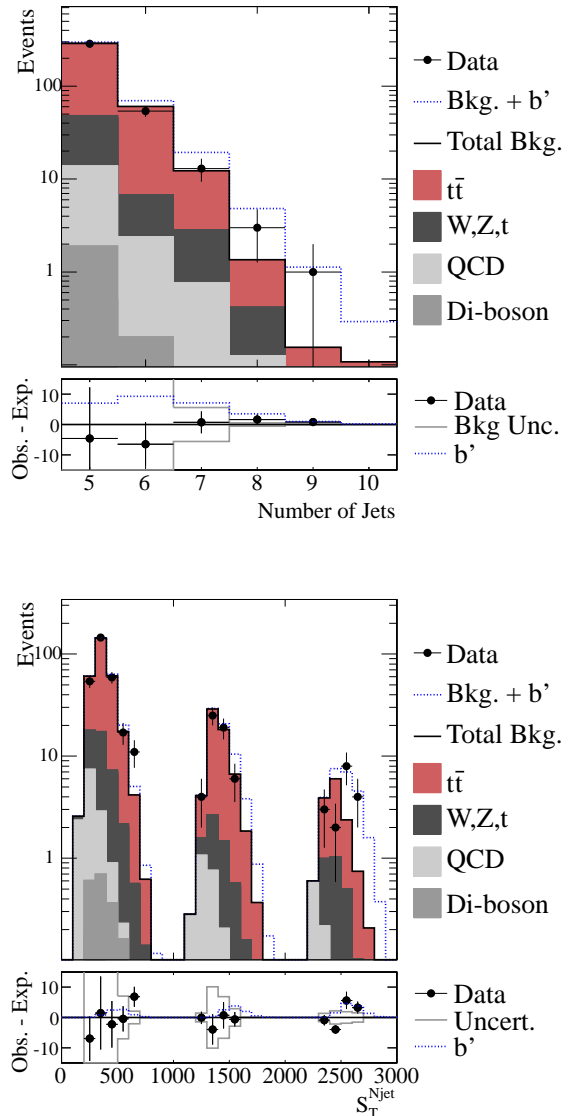 Events
100
10
1
Data
Bkg. + b’
Total Bkg.
tt̄
W,Z,t
QCD
Di-boson
Obs. - Exp.
10
0
-10
Data
Bkg Unc.
b’
5 6 7 8 9 10
Number of Jets
Events
100
10
1
Data
Bkg. + b’
Total Bkg.
tt̄
W,Z,t
QCD
Di-boson
Obs. - Exp.
10
0
-10
Data
Uncert.
b’
0 500 1000 1500 2000 2500 3000
S_T^Njet